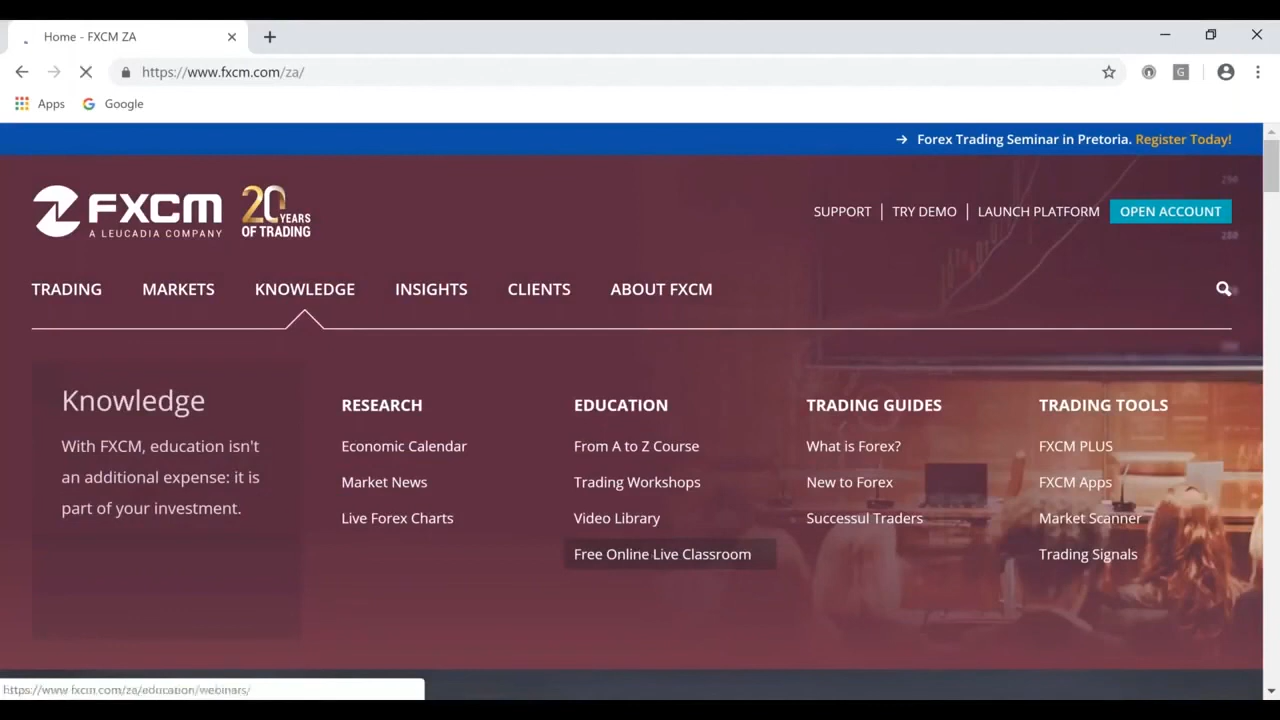 Home - FXCM ZA
https://www.fxcm.com/za/
G
Apps
Google
Forex Trading Seminar in Pretoria. Register Today!
FXCM
A LEUCADIA COMPANY
20 YEARS
OF TRADING
SUPPORT
TRY DEMO
LAUNCH PLATFORM
OPEN ACCOUNT
TRADING
MARKETS
KNOWLEDGE
INSIGHTS
CLIENTS
ABOUT FXCM
Knowledge
With FXCM, education isn't
an additional expense: it is
part of your investment.
RESEARCH
Economic Calendar
Market News
Live Forex Charts
EDUCATION
From A to Z Course
Trading Workshops
Video Library
Free Online Live Classroom
TRADING GUIDES
What is Forex?
New to Forex
Successul Traders
TRADING TOOLS
FXCM PLUS
FXCM Apps
Market Scanner
Trading Signals
https://www.fxcm.com/za/education/webinars/